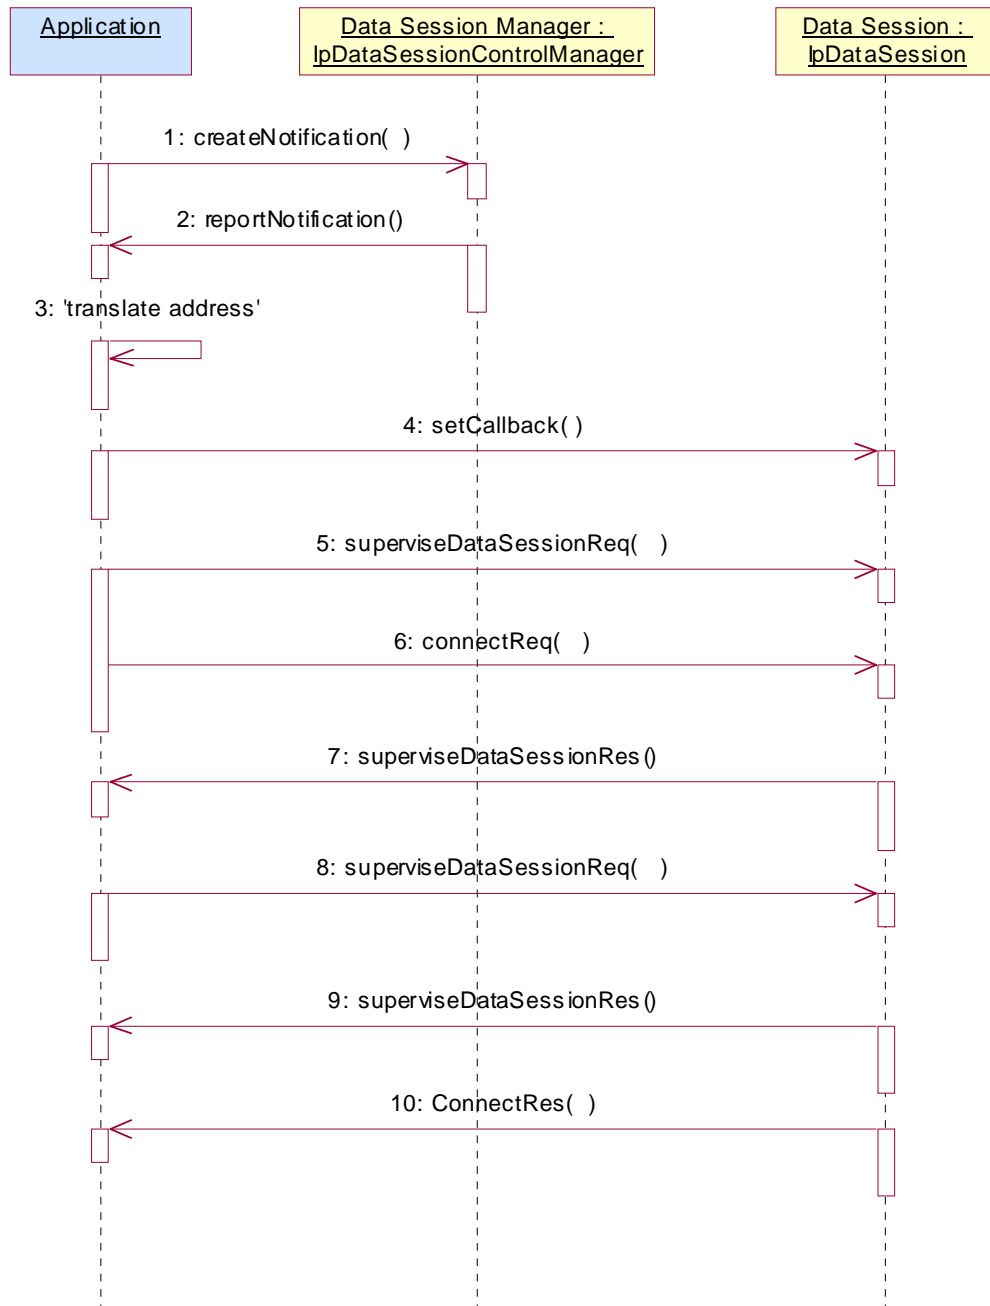 Application
Data Session Manager :
IpDataSessionControlManager
Data Session :
IpDataSession
1: createNotification( )
2: reportNotification()
3: 'translate address'
4: setCallback( )
5: superviseDataSessionReq( )
6: connectReq( )
7: superviseDataSessionRes()
8: superviseDataSessionReq( )
9: superviseDataSessionRes()
10: ConnectRes( )